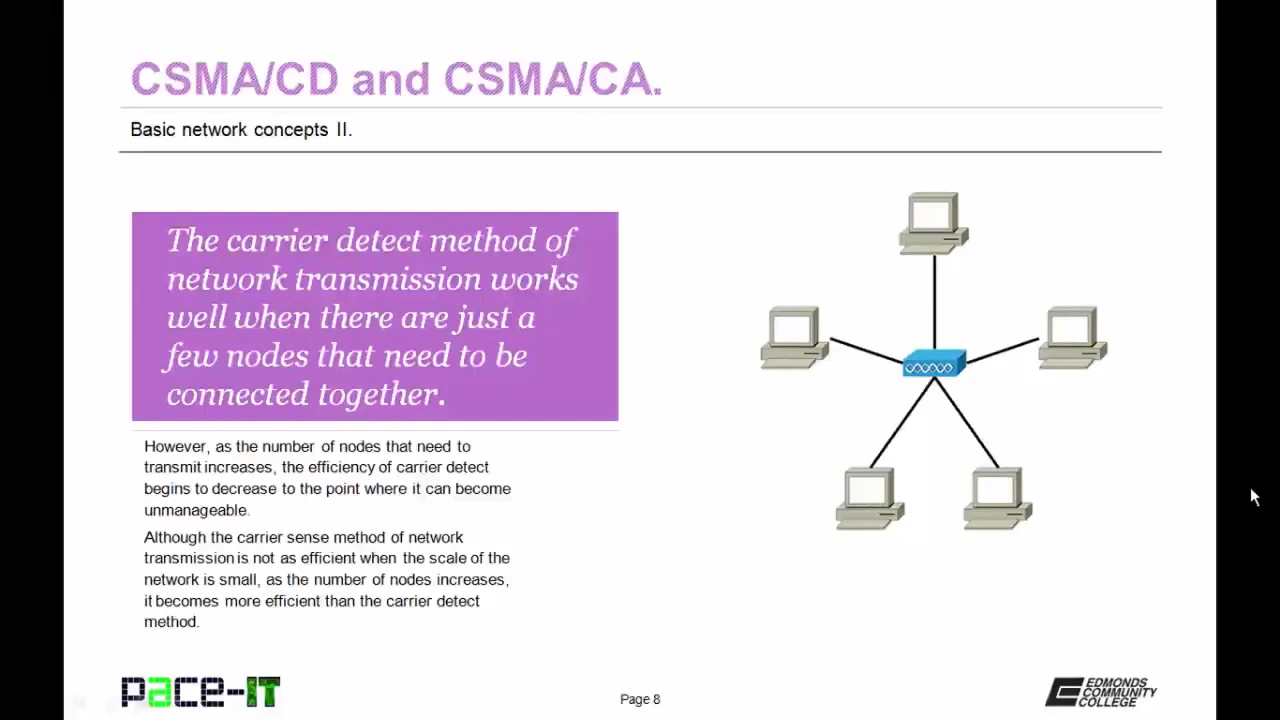 CSMA/CD and CSMA/CA.
Basic network concepts II.
The carrier detect method of
network transmission works
well when there are just a
few nodes that need to be
connected together.
However, as the number of nodes that need to
transmit increases, the efficiency of carrier detect
begins to decrease to the point where it can become
unmanageable.
Although the carrier sense method of network
transmission is not as efficient when the scale of the
network is small, as the number of nodes increases,
it becomes more efficient than the carrier detect
method.
pace-IT
Page 8
EDMONDS
COMMUNITY
COLLEGE